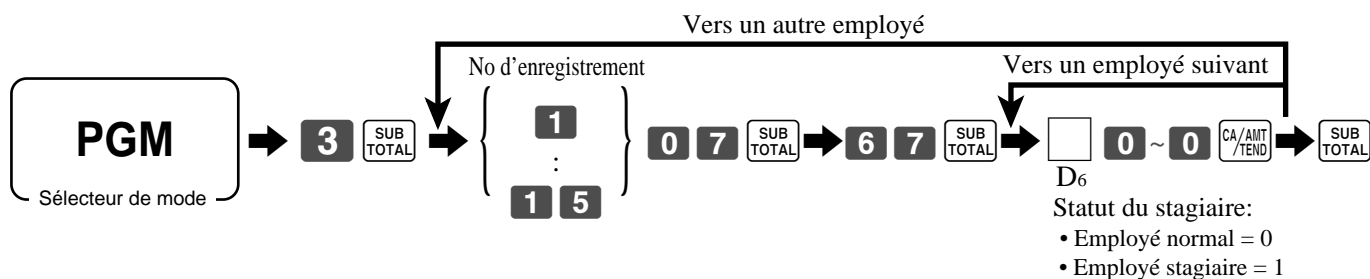 Vers un autre employé
No d'enregistrement
Vers un employé suivant
PGM
Sélecteur de mode
3 SUB TOTAL
1
:
1 5
0 7 SUB TOTAL 6 7 SUB TOTAL 0 ~ 0 CA/AMT /TEND SUB TOTAL
D6
Statut du stagiaire:
• Employé normal = 0
• Employé stagiaire = 1